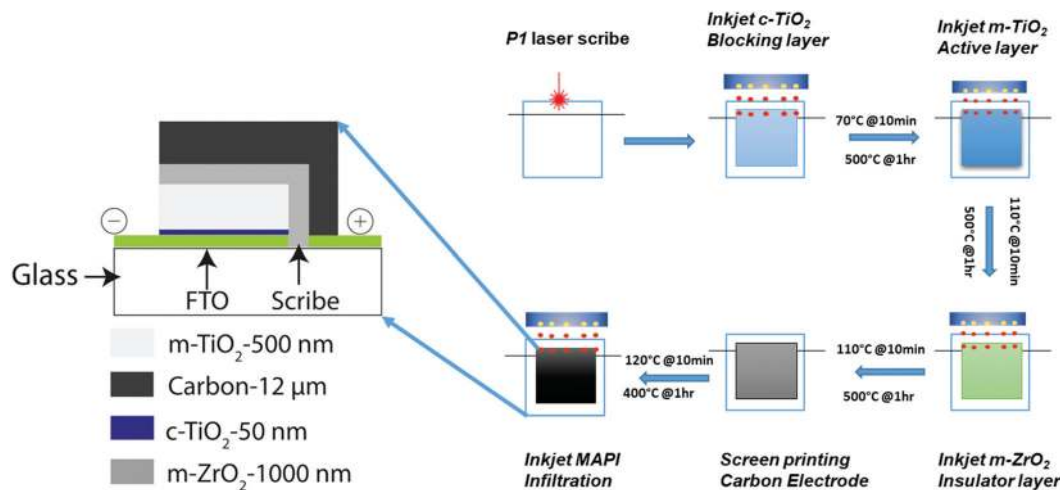 P1 laser scribe
Inkjet c-TiO₂
Blocking layer
Inkjet m-TiO₂
Active layer
70°C @10min
500°C @1hr
110°C @10min
500°C @1hr
−
+
Glass
FTO
Scribe
m-TiO₂-500 nm
Carbon-12 µm
c-TiO₂-50 nm
m-ZrO₂-1000 nm
120°C @10min
400°C @1hr
110°C @10min
500°C @1hr
Inkjet MAPI
Infiltration
Screen printing
Carbon Electrode
Inkjet m-ZrO₂
Insulator layer